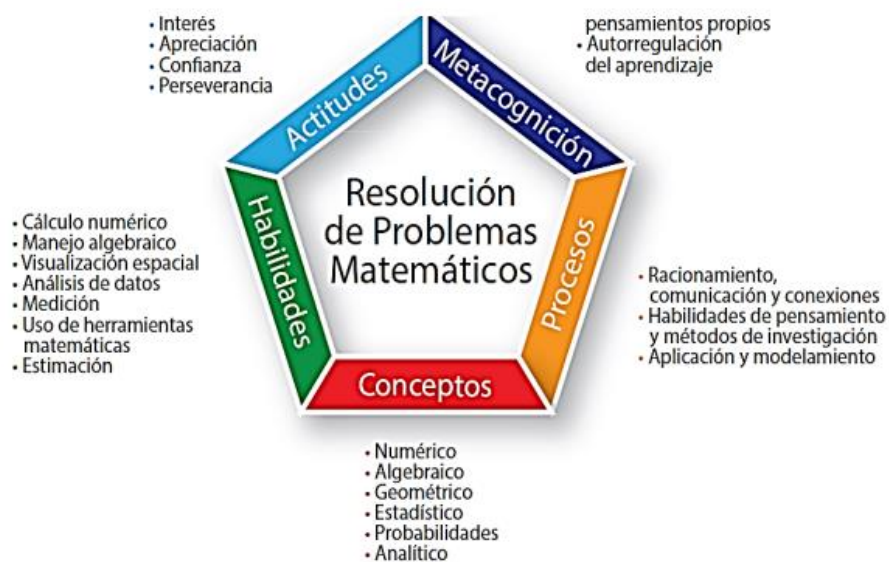 • Interés
• Apreciación
• Confianza
• Perseverancia
pensamientos propios
• Autorregulación
del aprendizaje
Actitudes
Metacognición
Habilidades
Resolución
de Problemas
Matemáticos
Procesos
Conceptos
• Cálculo numérico
• Manejo algebraico
• Visualización espacial
• Análisis de datos
• Medición
• Uso de herramientas
matemáticas
• Estimación
• Racionamiento,
comunicación y conexiones
• Habilidades de pensamiento
y métodos de investigación
• Aplicación y modelamiento
• Numérico
• Algebraico
• Geométrico
• Estadístico
• Probabilidades
• Analítico